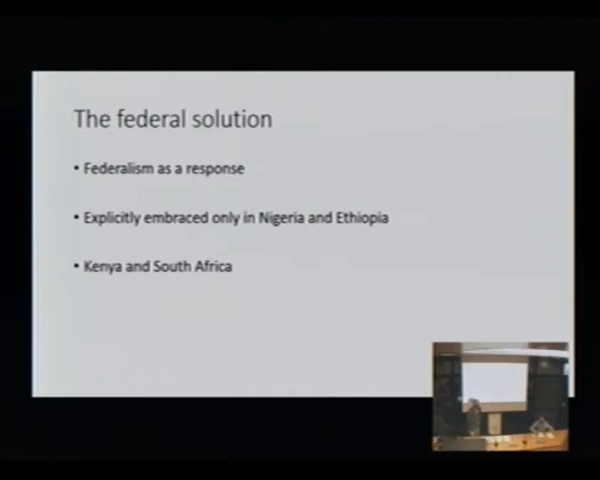 The federal solution
• Federalism as a response
• Explicitly embraced only in Nigeria and Ethiopia
• Kenya and South Africa